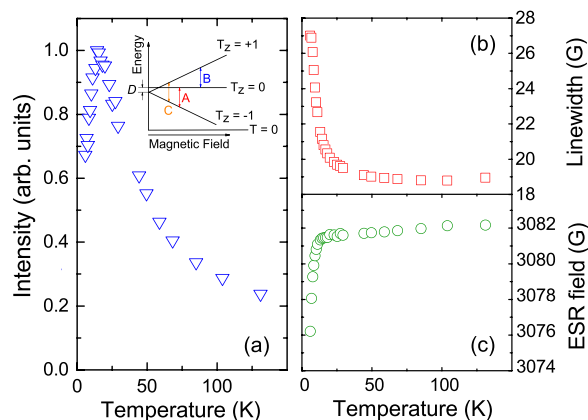 Intensity (arb. units)
1.0
0.8
0.6
0.4
0.2
0.0
0
50
100
Temperature (K)
(a)
Energy
Magnetic Field
D
T_z = +1
T_z = 0
T_z = -1
T = 0
A
B
C
(b)
Linewidth (G)
28
26
24
22
20
18
(c)
ESR field (G)
3082
3080
3078
3076
3074
0
50
100
150
Temperature (K)